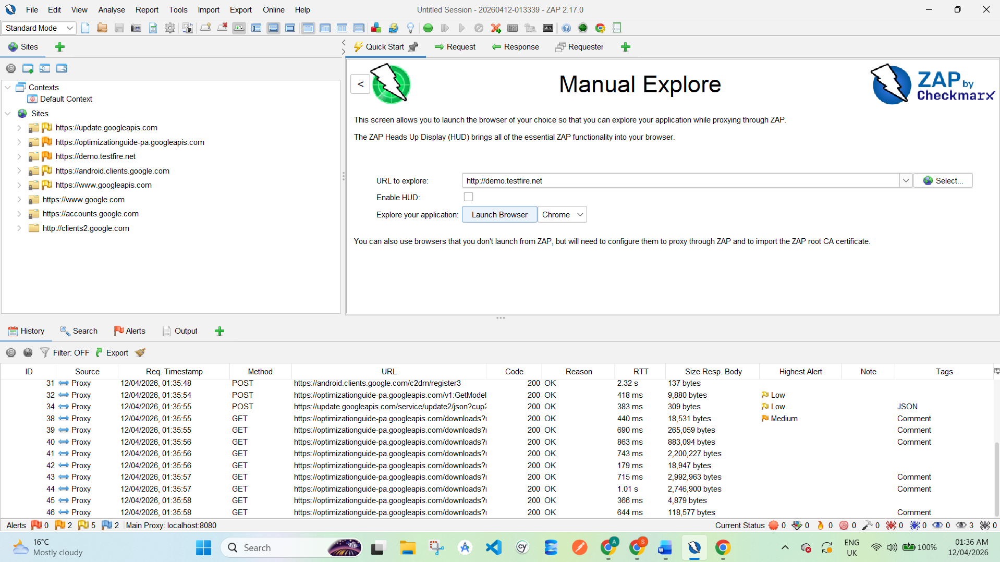 File Edit View Analyse Report Tools Import Export Online Help
Untitled Session - 20260412-013339 - ZAP 2.17.0
Standard Mode
Sites
Quick Start Request Response Requester
Contexts
Default Context
Sites
https://update.googleapis.com
https://optimizationguide-pa.googleapis.com
https://demo.testfire.net
https://android.clients.google.com
https://www.googleapis.com
https://www.google.com
https://accounts.google.com
http://clients2.google.com
<
Manual Explore
ZAP by
Checkmarx
This screen allows you to launch the browser of your choice so that you can explore your application while proxying through ZAP.
The ZAP Heads Up Display (HUD) brings all of the essential ZAP functionality into your browser.
URL to explore: http://demo.testfire.net Select...
Enable HUD:
Explore your application: Launch Browser Chrome
You can also use browsers that you don't launch from ZAP, but will need to configure them to proxy through ZAP and to import the ZAP root CA certificate.
History Search Alerts Output
Filter: OFF Export
ID Source Req. Timestamp Method URL Code Reason RTT Size Resp. Body Highest Alert Note Tags
31 Proxy 12/04/2026, 01:35:48 POST https://android.clients.google.com/c2dm/register3 200 OK 2.32 s 137 bytes
32 Proxy 12/04/2026, 01:35:54 POST https://optimizationguide-pa.googleapis.com/v1:GetModel 200 OK 418 ms 9,880 bytes Low
34 Proxy 12/04/2026, 01:35:55 POST https://update.googleapis.com/service/update2/json?cup2 200 OK 383 ms 309 bytes Low JSON
38 Proxy 12/04/2026, 01:35:55 GET https://optimizationguide-pa.googleapis.com/downloads? 200 OK 440 ms 18,531 bytes Medium Comment
39 Proxy 12/04/2026, 01:35:55 GET https://optimizationguide-pa.googleapis.com/downloads? 200 OK 690 ms 265,059 bytes Comment
40 Proxy 12/04/2026, 01:35:56 GET https://optimizationguide-pa.googleapis.com/downloads? 200 OK 863 ms 883,094 bytes Comment
41 Proxy 12/04/2026, 01:35:56 GET https://optimizationguide-pa.googleapis.com/downloads? 200 OK 743 ms 2,200,227 bytes
42 Proxy 12/04/2026, 01:35:56 GET https://optimizationguide-pa.googleapis.com/downloads? 200 OK 179 ms 18,947 bytes
43 Proxy 12/04/2026, 01:35:57 GET https://optimizationguide-pa.googleapis.com/downloads? 200 OK 715 ms 2,992,963 bytes Comment
44 Proxy 12/04/2026, 01:35:57 GET https://optimizationguide-pa.googleapis.com/downloads? 200 OK 1.01 s 2,746,900 bytes Comment
45 Proxy 12/04/2026, 01:35:58 GET https://optimizationguide-pa.googleapis.com/downloads? 200 OK 366 ms 4,879 bytes
46 Proxy 12/04/2026, 01:35:58 GET https://optimizationguide-pa.googleapis.com/downloads? 200 OK 644 ms 118,577 bytes Comment
Alerts 0 2 5 2 Main Proxy: localhost:8080 Current Status 0 0 0 0 0 0 0 0 3 0
16°C
Mostly cloudy
Search
cy
A
S
W
ENG
UK
100%
01:36 AM
12/04/2026